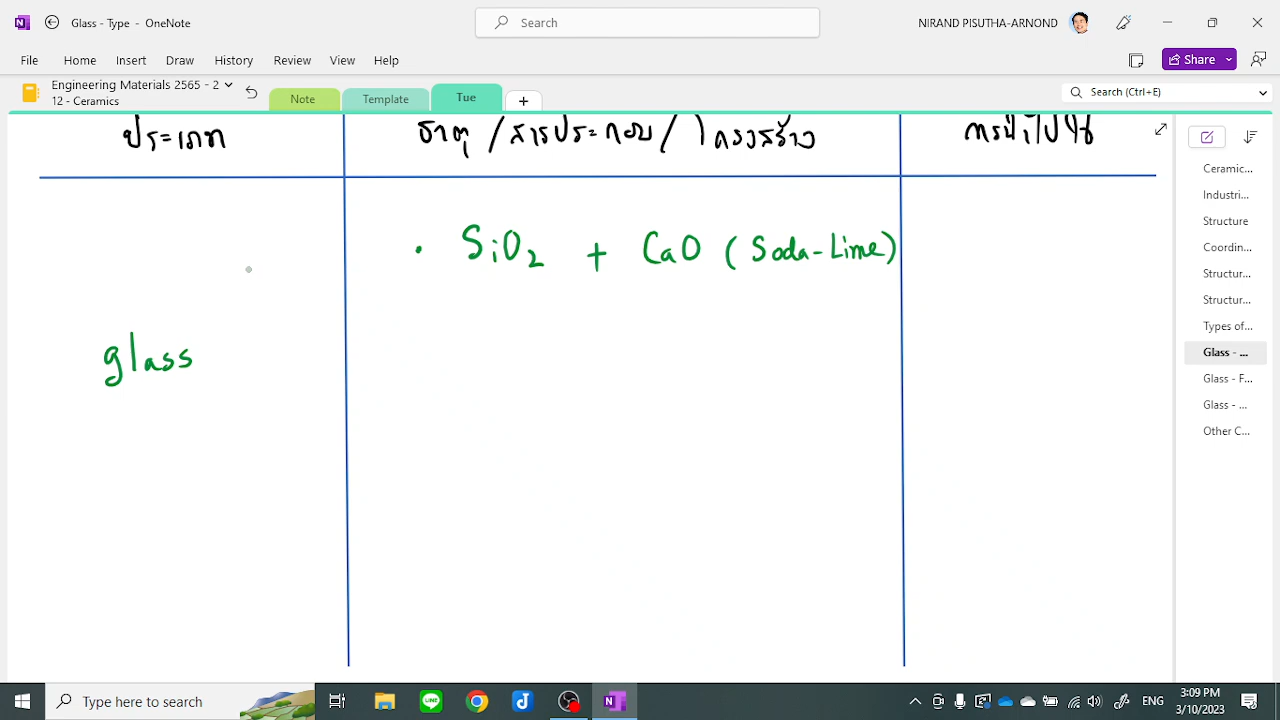 Glass - Type - OneNote
Search
NIRAND PISUTHA-ARNOND
File Home Insert Draw History Review View Help
Share
Engineering Materials 2565 - 2
12 - Ceramics
Note Template Tue +
Search (Ctrl+E)
ประเภท ธาตุ / สารประกอบ / โครงสร้าง การนำไปใช้
Ceramic...
Industri...
Structure
Coordin...
Structur...
Structur...
Types of...
Glass - ...
Glass - F...
Glass - ...
Other C...
• SiO2 + CaO (Soda-Lime)
glass
Type here to search
ENG
3:09 PM
3/10/2023